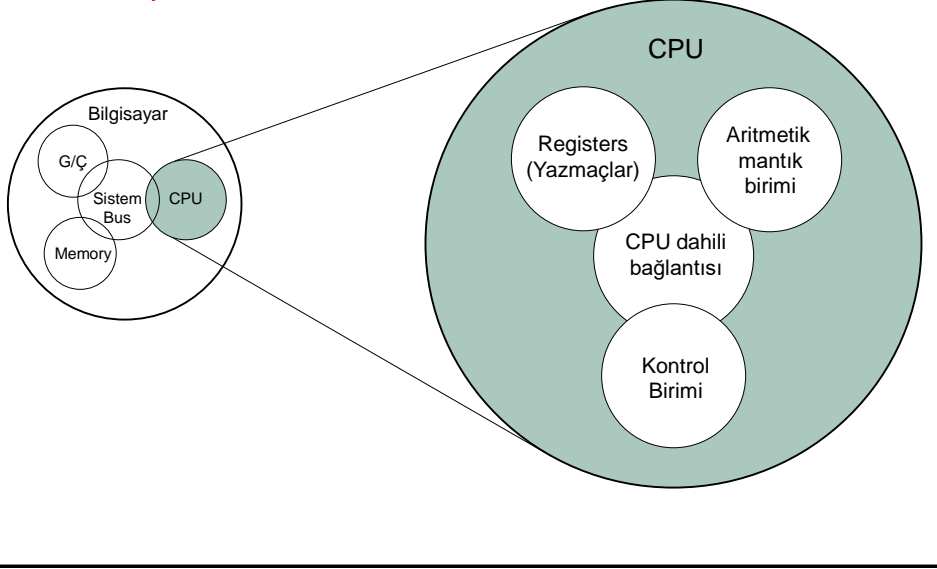 Bilgisayar
G/Ç
Sistem
Bus
CPU
Memory
CPU
Registers
(Yazmaçlar)
Aritmetik
mantık
birimi
CPU dahili
bağlantısı
Kontrol
Birimi